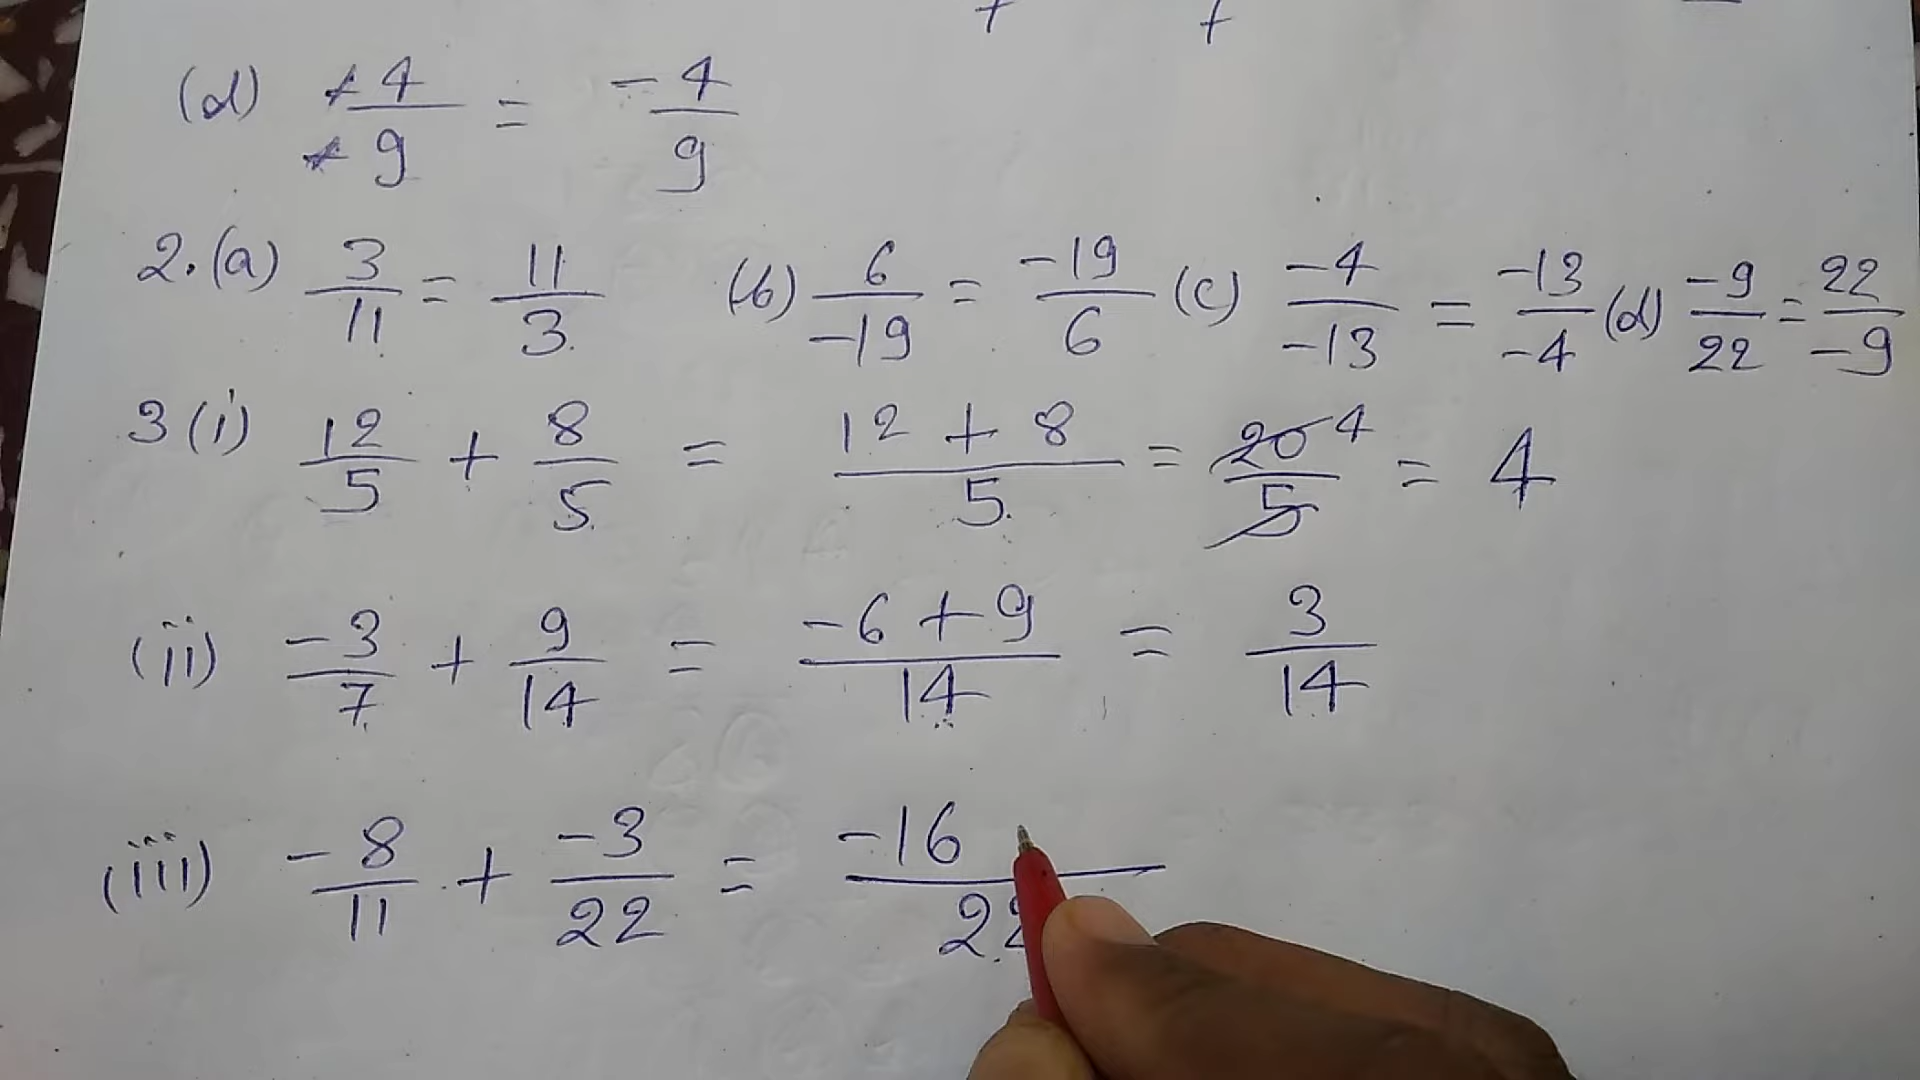 (d) -4/-9 = -4/9
2.(a) 3/11 = 11/3 (b) 6/-19 = -19/6 (c) -4/-13 = -13/-4 (d) -9/22 = 22/-9
3(i) 12/5 + 8/5 = 12 + 8/5 = 20/5 4 = 4
(ii) -3/7 + 9/14 = -6 + 9/14 = 3/14
(iii) -8/11 + -3/22 = -16/22